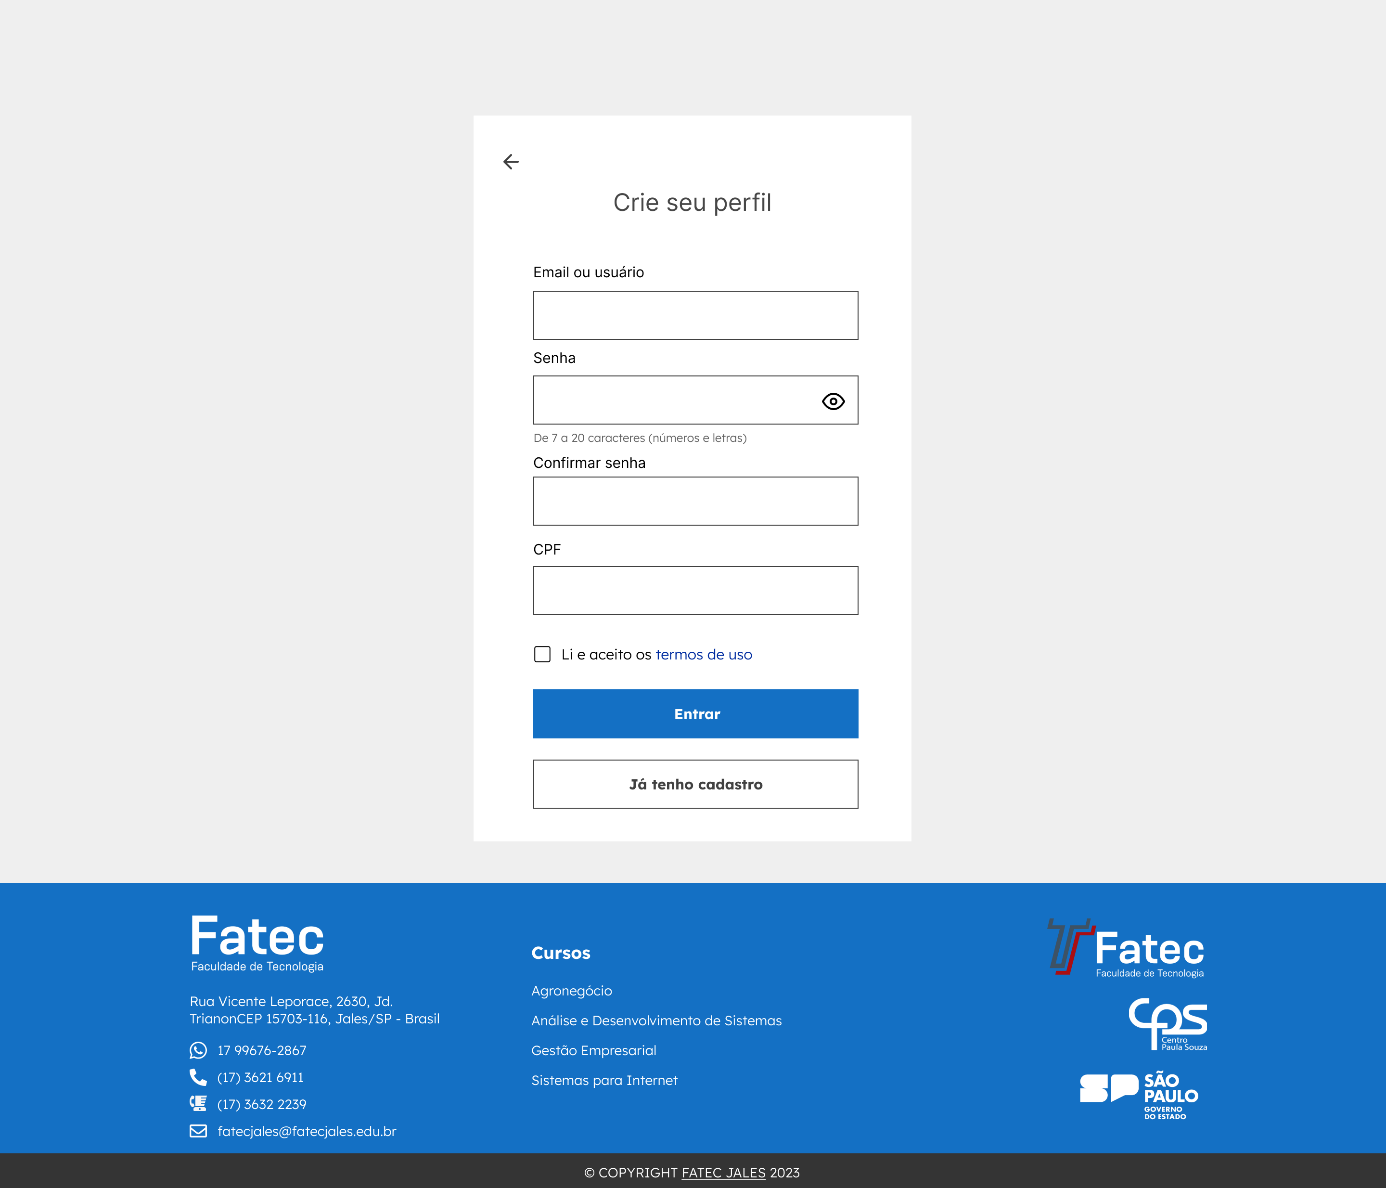 Crie seu perfil
Email ou usuário
Senha
De 7 a 20 caracteres (números e letras)
Confirmar senha
CPF
Li e aceito os termos de uso
Entrar
Já tenho cadastro
Fatec
Faculdade de Tecnologia
Rua Vicente Leporace, 2630, Jd.
TrianonCEP 15703-116, Jales/SP - Brasil
17 99676-2867
(17) 3621 6911
(17) 3632 2239
fatecjales@fatecjales.edu.br
Cursos
Agronegócio
Análise e Desenvolvimento de Sistemas
Gestão Empresarial
Sistemas para Internet
Fatec
Faculdade de Tecnologia
cps
Centro
Paula Souza
SP
SÃO
PAULO
GOVERNO
DO ESTADO
© COPYRIGHT FATEC JALES 2023